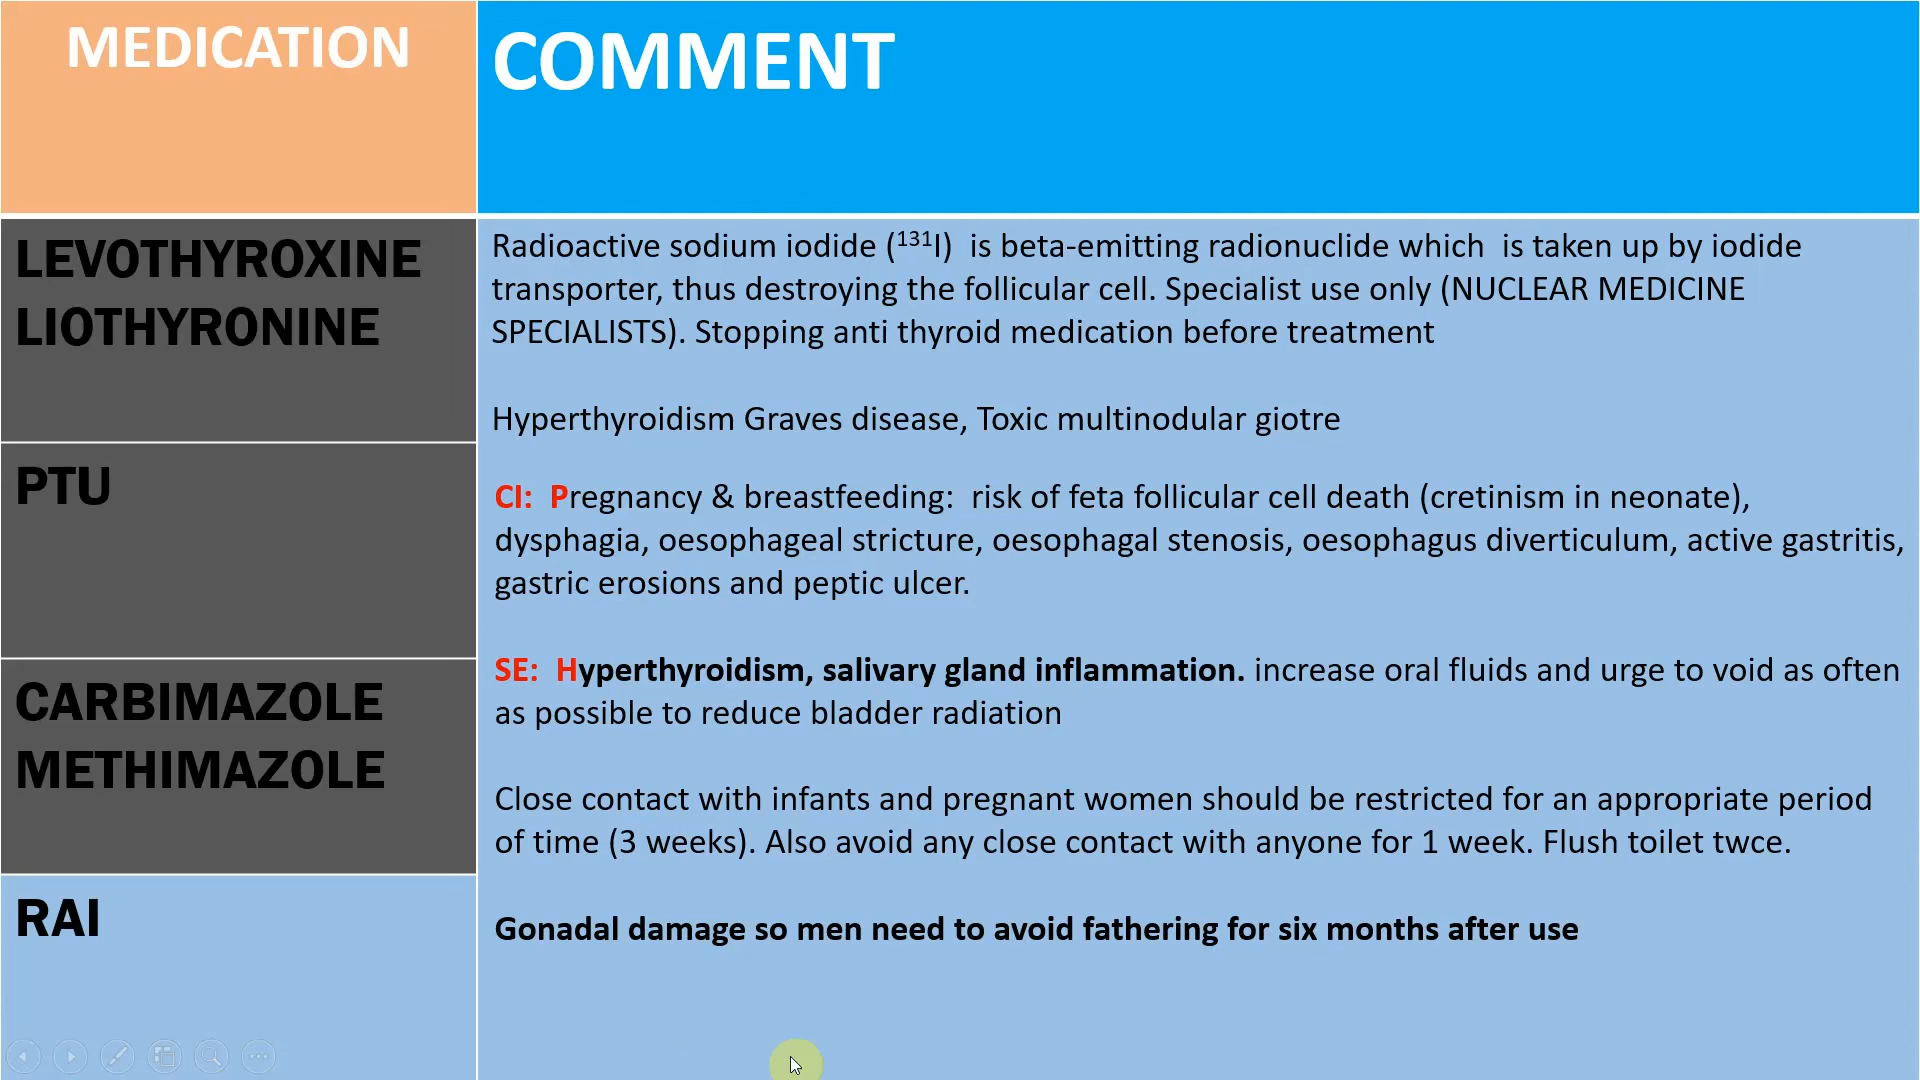 MEDICATION
COMMENT
LEVOTHYROXINE
LIOTHYRONINE
PTU
CARBIMAZOLE
METHIMAZOLE
RAI
Radioactive sodium iodide (¹³¹I)  is beta-emitting radionuclide which  is taken up by iodide
transporter, thus destroying the follicular cell. Specialist use only (NUCLEAR MEDICINE
SPECIALISTS). Stopping anti thyroid medication before treatment
Hyperthyroidism Graves disease, Toxic multinodular giotre
CI:  Pregnancy & breastfeeding:  risk of feta follicular cell death (cretinism in neonate),
dysphagia, oesophageal stricture, oesophagal stenosis, oesophagus diverticulum, active gastritis,
gastric erosions and peptic ulcer.
SE:  Hyperthyroidism, salivary gland inflammation. increase oral fluids and urge to void as often
as possible to reduce bladder radiation
Close contact with infants and pregnant women should be restricted for an appropriate period
of time (3 weeks). Also avoid any close contact with anyone for 1 week. Flush toilet twce.
Gonadal damage so men need to avoid fathering for six months after use